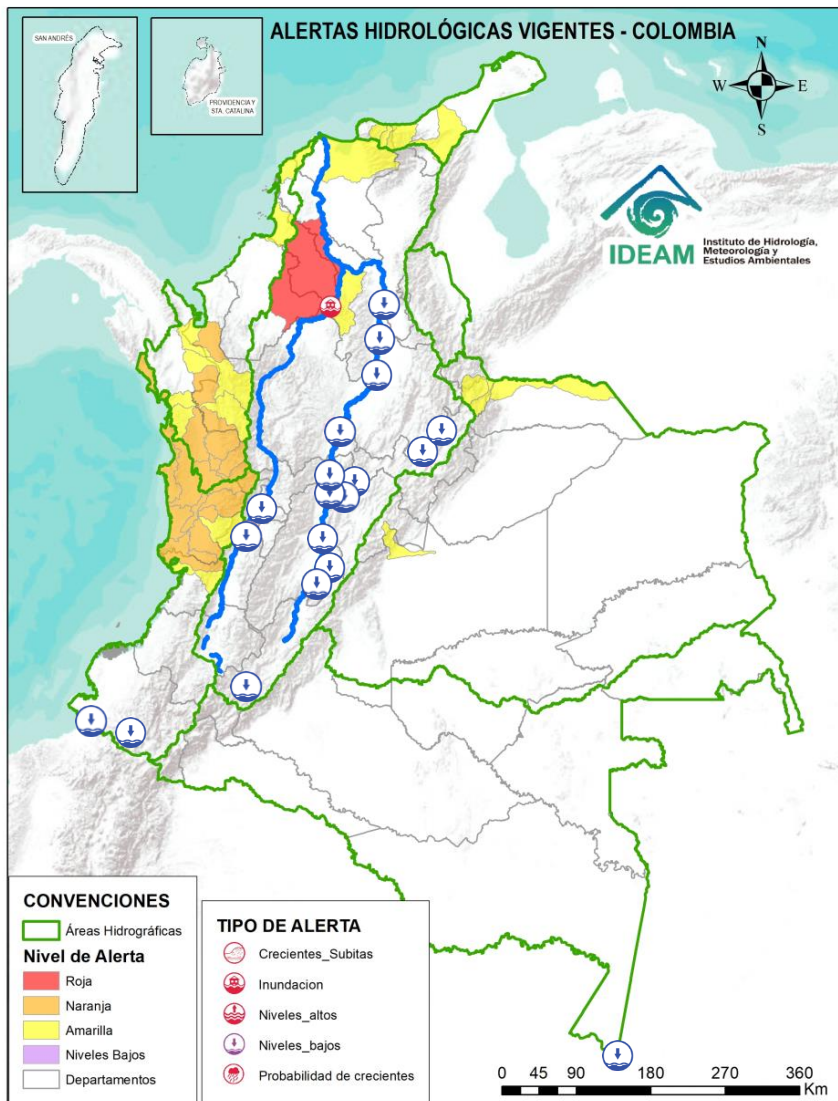 SAN ANDRÉS
PROVIDENCIA Y
STA. CATALINA
ALERTAS HIDROLÓGICAS VIGENTES - COLOMBIA
N
W
E
S
IDEAM
Instituto de Hidrología,
Meteorología y
Estudios Ambientales
CONVENCIONES
Áreas Hidrográficas
Nivel de Alerta
Roja
Naranja
Amarilla
Niveles Bajos
Departamentos
TIPO DE ALERTA
Crecientes_Subitas
Inundacion
Niveles_altos
Niveles_bajos
Probabilidad de crecientes
0 45 90 180 270 360
Km